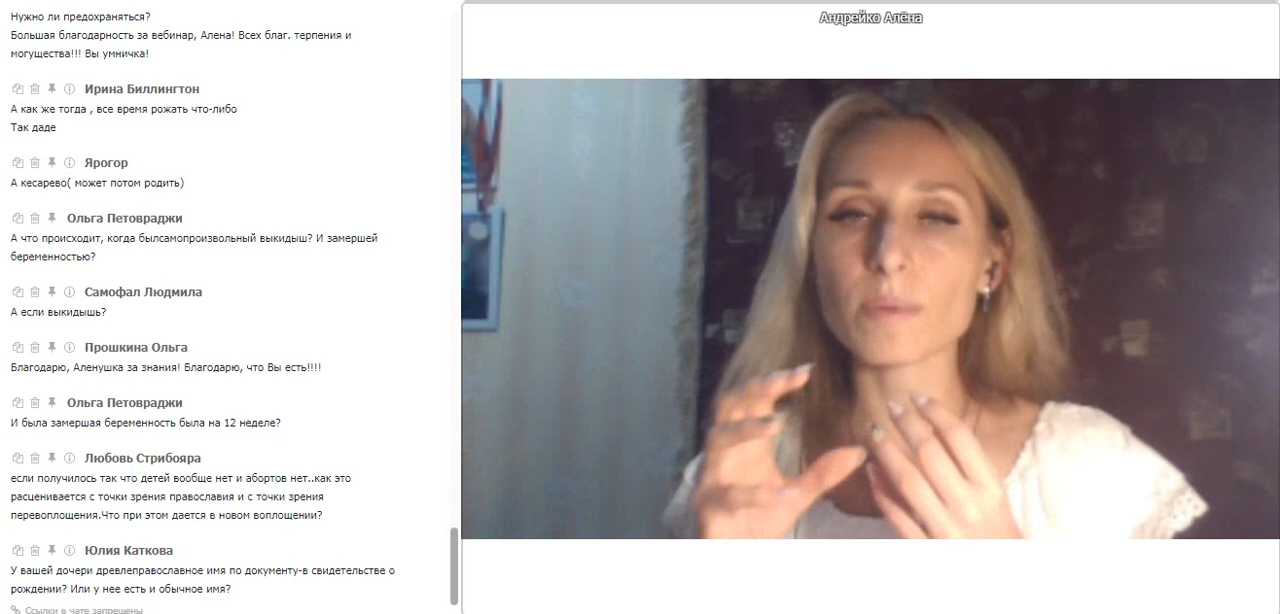 Нужно ли предохраняться?
Большая благодарность за вебинар, Алена! Всех благ. терпения и
могущества!!! Вы умничка!
Ирина Биллингтон
А как же тогда , все время рожать что-либо
Так даде
Ярогор
А кесарево( может потом родить)
Ольга Петовраджи
А что происходит, когда былсамопроизвольный выкидыш? И замершей
беременностью?
Самофал Людмила
А если выкидышь?
Прошкина Ольга
Благодарю, Аленушка за знания! Благодарю, что Вы есть!!!!
Ольга Петовраджи
И была замершая беременность была на 12 неделе?
Любовь Стрибояра
если получилось так что детей вообще нет и абортов нет..как это
расценивается с точки зрения православия и с точки зрения
перевоплощения.Что при этом дается в новом воплощении?
Юлия Каткова
У вашей дочери древлеправославное имя по документу-в свидетельстве о
рождении? Или у нее есть и обычное имя?
Ссылки в чате запрещены
Андрейко Алёна